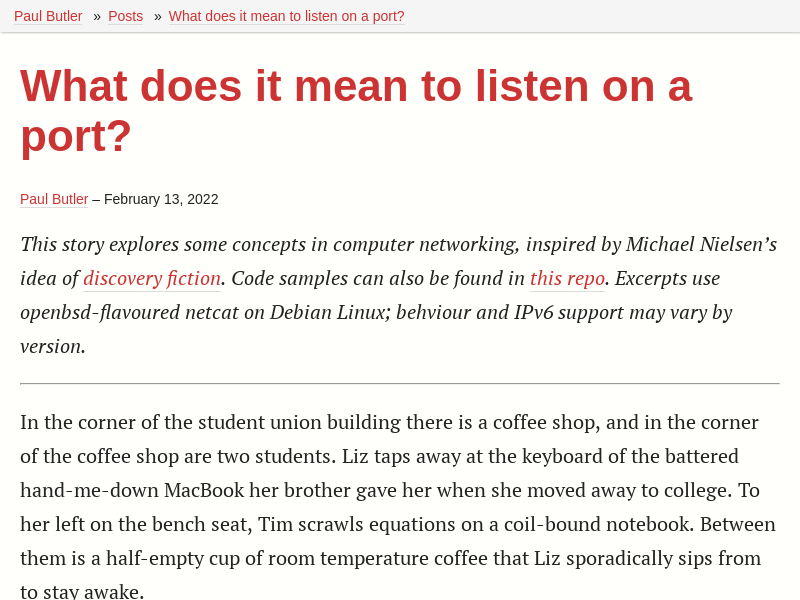 Paul Butler » Posts » What does it mean to listen on a port?
What does it mean to listen on a
port?
Paul Butler – February 13, 2022
This story explores some concepts in computer networking, inspired by Michael Nielsen’s
idea of discovery fiction. Code samples can also be found in this repo. Excerpts use
openbsd-flavoured netcat on Debian Linux; behviour and IPv6 support may vary by
version.
In the corner of the student union building there is a coffee shop, and in the corner
of the coffee shop are two students. Liz taps away at the keyboard of the battered
hand-me-down MacBook her brother gave her when she moved away to college. To
her left on the bench seat, Tim scrawls equations on a coil-bound notebook. Between
them is a half-empty cup of room temperature coffee that Liz sporadically sips from
to stay awake.